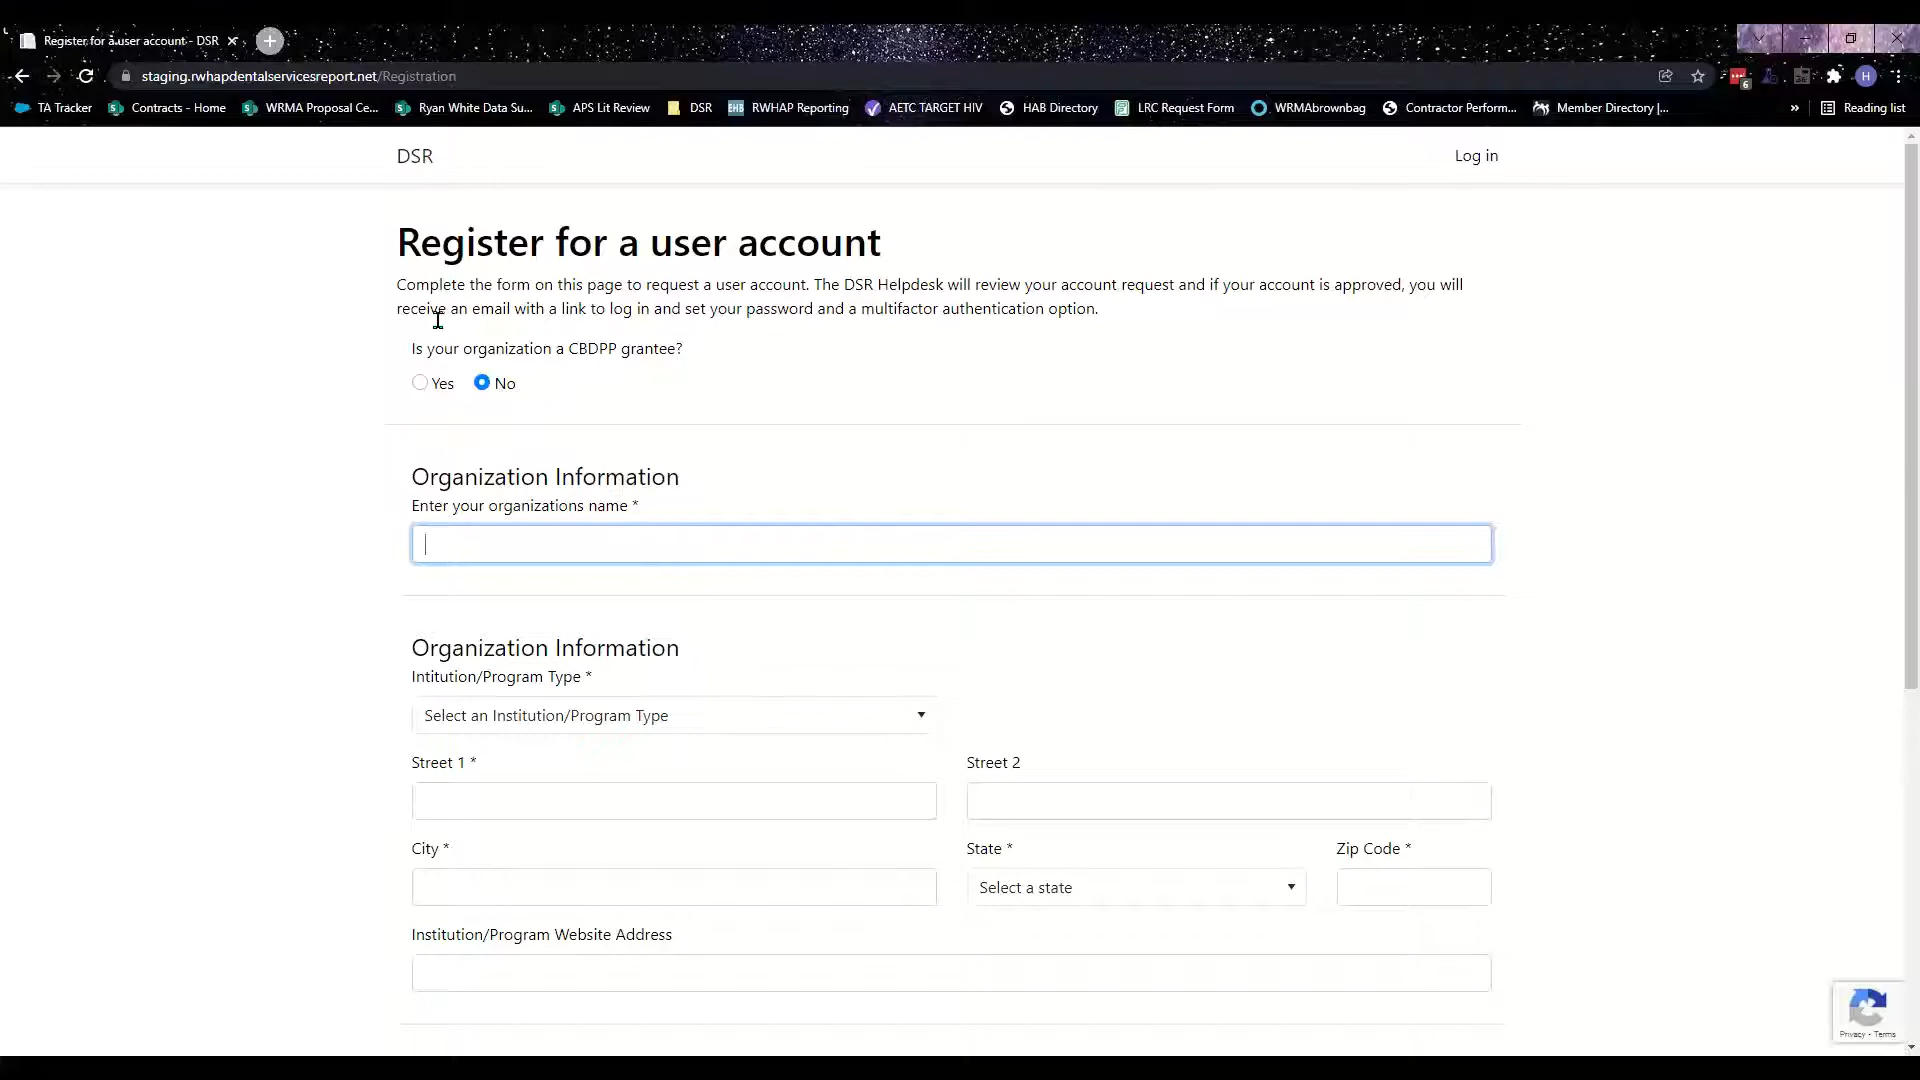 Register for a user account - DSR
staging.rwhapdentalservicesreport.net/Registration
6
H
TA Tracker
Contracts - Home
WRMA Proposal Ce...
Ryan White Data Su...
APS Lit Review
DSR
EHB RWHAP Reporting
AETC TARGET HIV
HAB Directory
LRC Request Form
WRMAbrownbag
Contractor Perform...
Member Directory |...
»
Reading list
DSR
Log in
Register for a user account
Complete the form on this page to request a user account. The DSR Helpdesk will review your account request and if your account is approved, you will
receive an email with a link to log in and set your password and a multifactor authentication option.
Is your organization a CBDPP grantee?
Yes No
Organization Information
Enter your organizations name *
Organization Information
Intitution/Program Type *
Select an Institution/Program Type
Street 1 *
Street 2
City *
State *
Zip Code *
Select a state
Institution/Program Website Address
Privacy - Terms